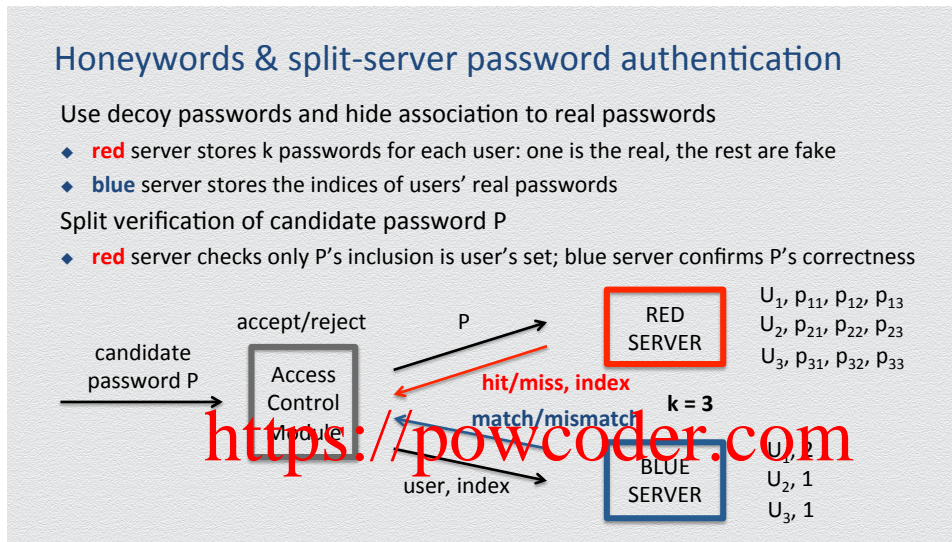 Honeywords & split-server password authentication
Use decoy passwords and hide association to real passwords
◆ red server stores k passwords for each user: one is the real, the rest are fake
◆ blue server stores the indices of users' real passwords
Split verification of candidate password P
◆ red server checks only P's inclusion is user's set; blue server confirms P's correctness
candidate
password P
accept/reject
Access
Control
Module
P
hit/miss, index
match/mismatch
user, index
RED
SERVER
U₁, p₁₁, p₁₂, p₁₃
U₂, p₂₁, p₂₂, p₂₃
U₃, p₃₁, p₃₂, p₃₃
k = 3
BLUE
SERVER
U₁, 2
U₂, 1
U₃, 1
https://powcoder.com